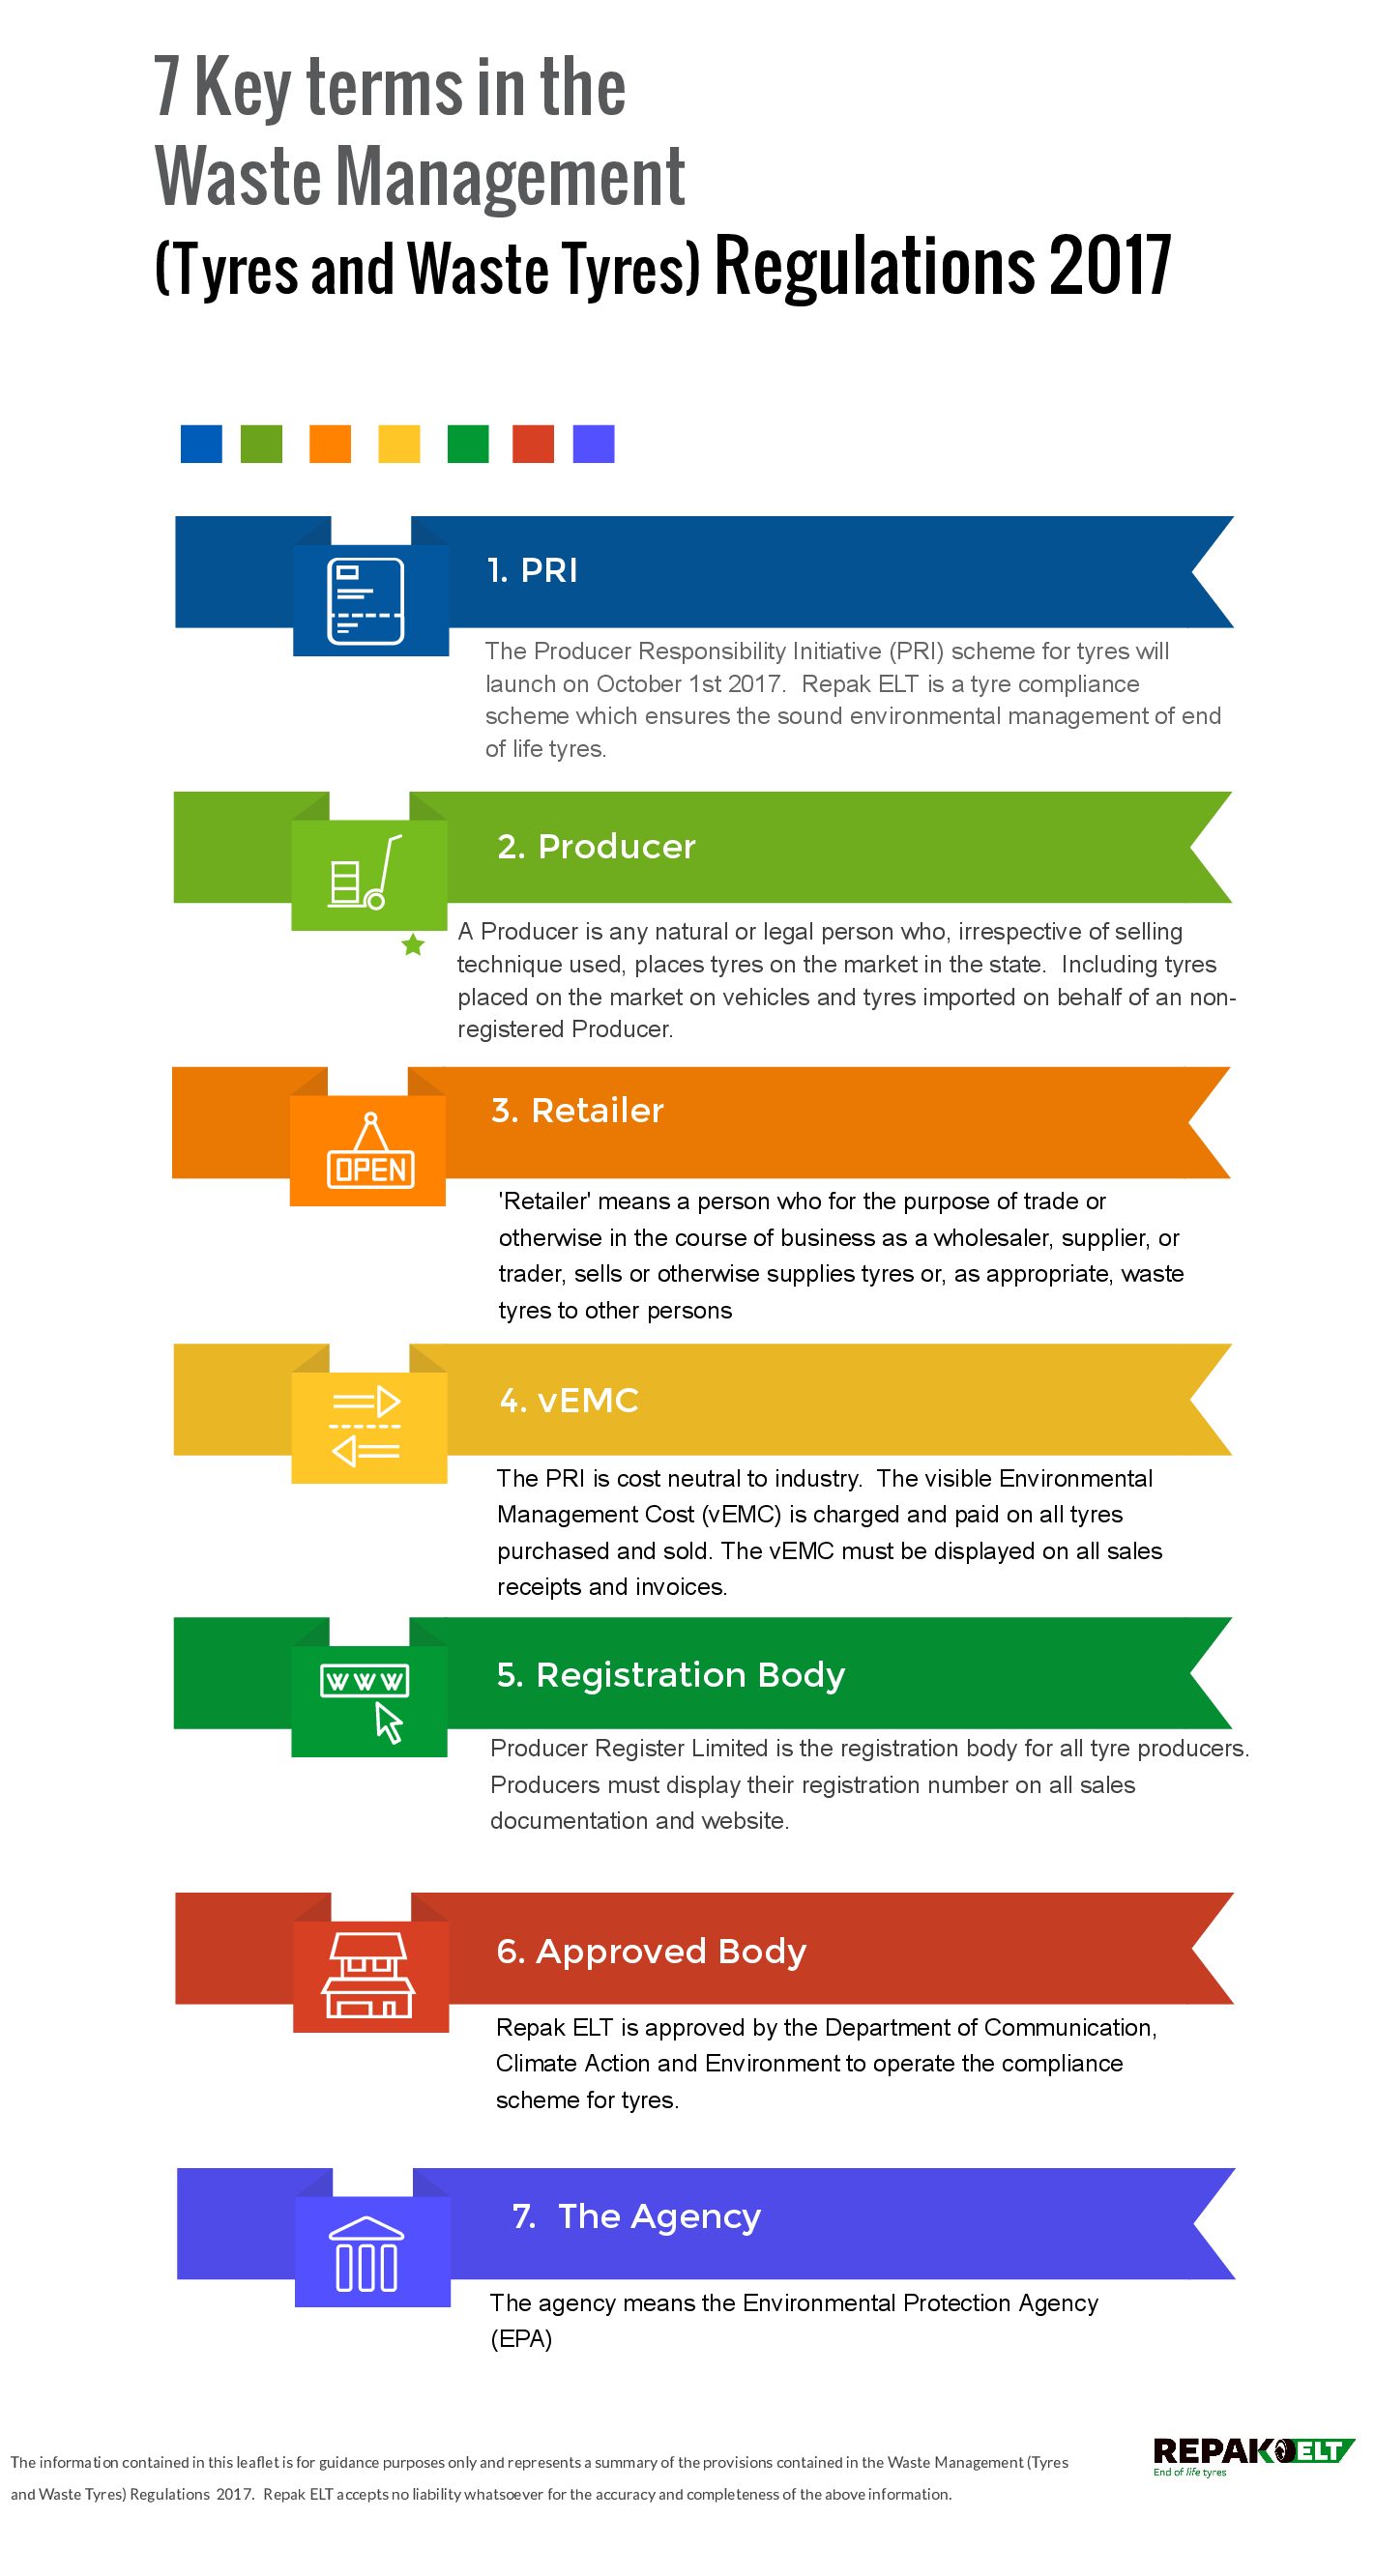 7 Key terms in the
Waste Management
(Tyres and Waste Tyres) Regulations 2017
1. PRI
The Producer Responsibility Initiative (PRI) scheme for tyres will
launch on October 1st 2017. Repak ELT is a tyre compliance
scheme which ensures the sound environmental management of end
of life tyres.
2. Producer
A Producer is any natural or legal person who, irrespective of selling
technique used, places tyres on the market in the state. Including tyres
placed on the market on vehicles and tyres imported on behalf of an non-
registered Producer.
3. Retailer
OPEN
'Retailer' means a person who for the purpose of trade or
otherwise in the course of business as a wholesaler, supplier, or
trader, sells or otherwise supplies tyres or, as appropriate, waste
tyres to other persons
4. vEMC
The PRI is cost neutral to industry. The visible Environmental
Management Cost (vEMC) is charged and paid on all tyres
purchased and sold. The vEMC must be displayed on all sales
receipts and invoices.
5. Registration Body
WWW
Producer Register Limited is the registration body for all tyre producers.
Producers must display their registration number on all sales
documentation and website.
6. Approved Body
Repak ELT is approved by the Department of Communication,
Climate Action and Environment to operate the compliance
scheme for tyres.
7. The Agency
The agency means the Environmental Protection Agency
(EPA)
The information contained in this leaflet is for guidance purposes only and represents a summary of the provisions contained in the Waste Management (Tyres
and Waste Tyres) Regulations 2017. Repak ELT accepts no liability whatsoever for the accuracy and completeness of the above information.
REPAK ELT
End of life tyres